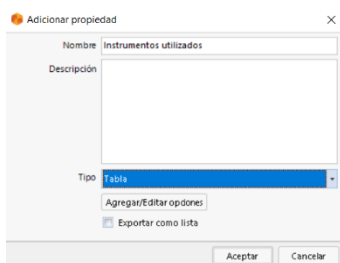 Adicionar propiedad
Nombre Instrumentos utilizados
Descripción
Tipo Tabla
Agregar/Editar opciones
Exportar como lista
Aceptar Cancelar